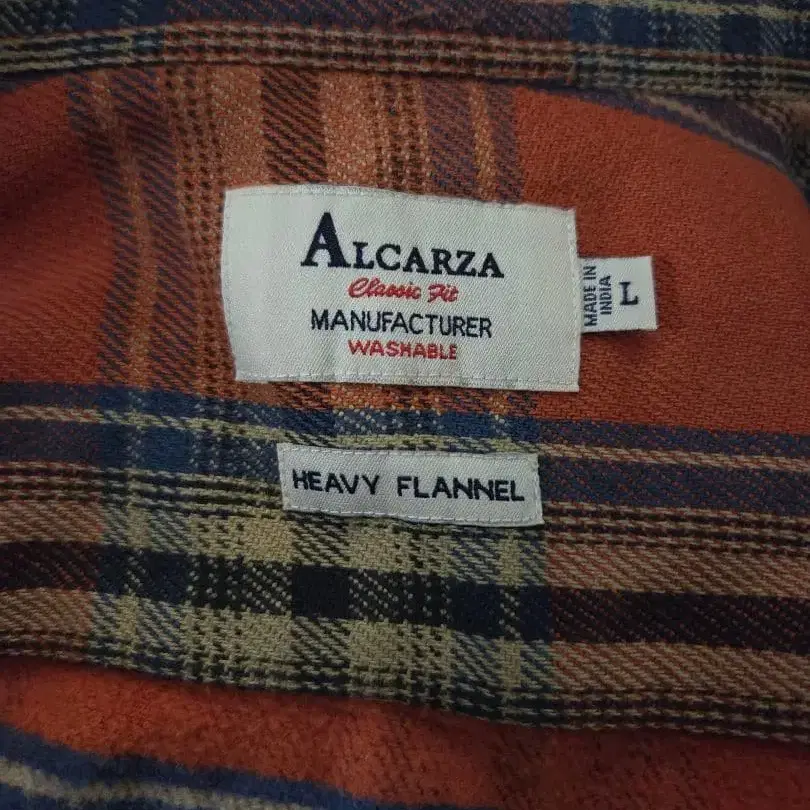 ALCARZA
Classic Fit
MANUFACTURER
WASHABLE
MADE IN
INDIA
L
HEAVY FLANNEL